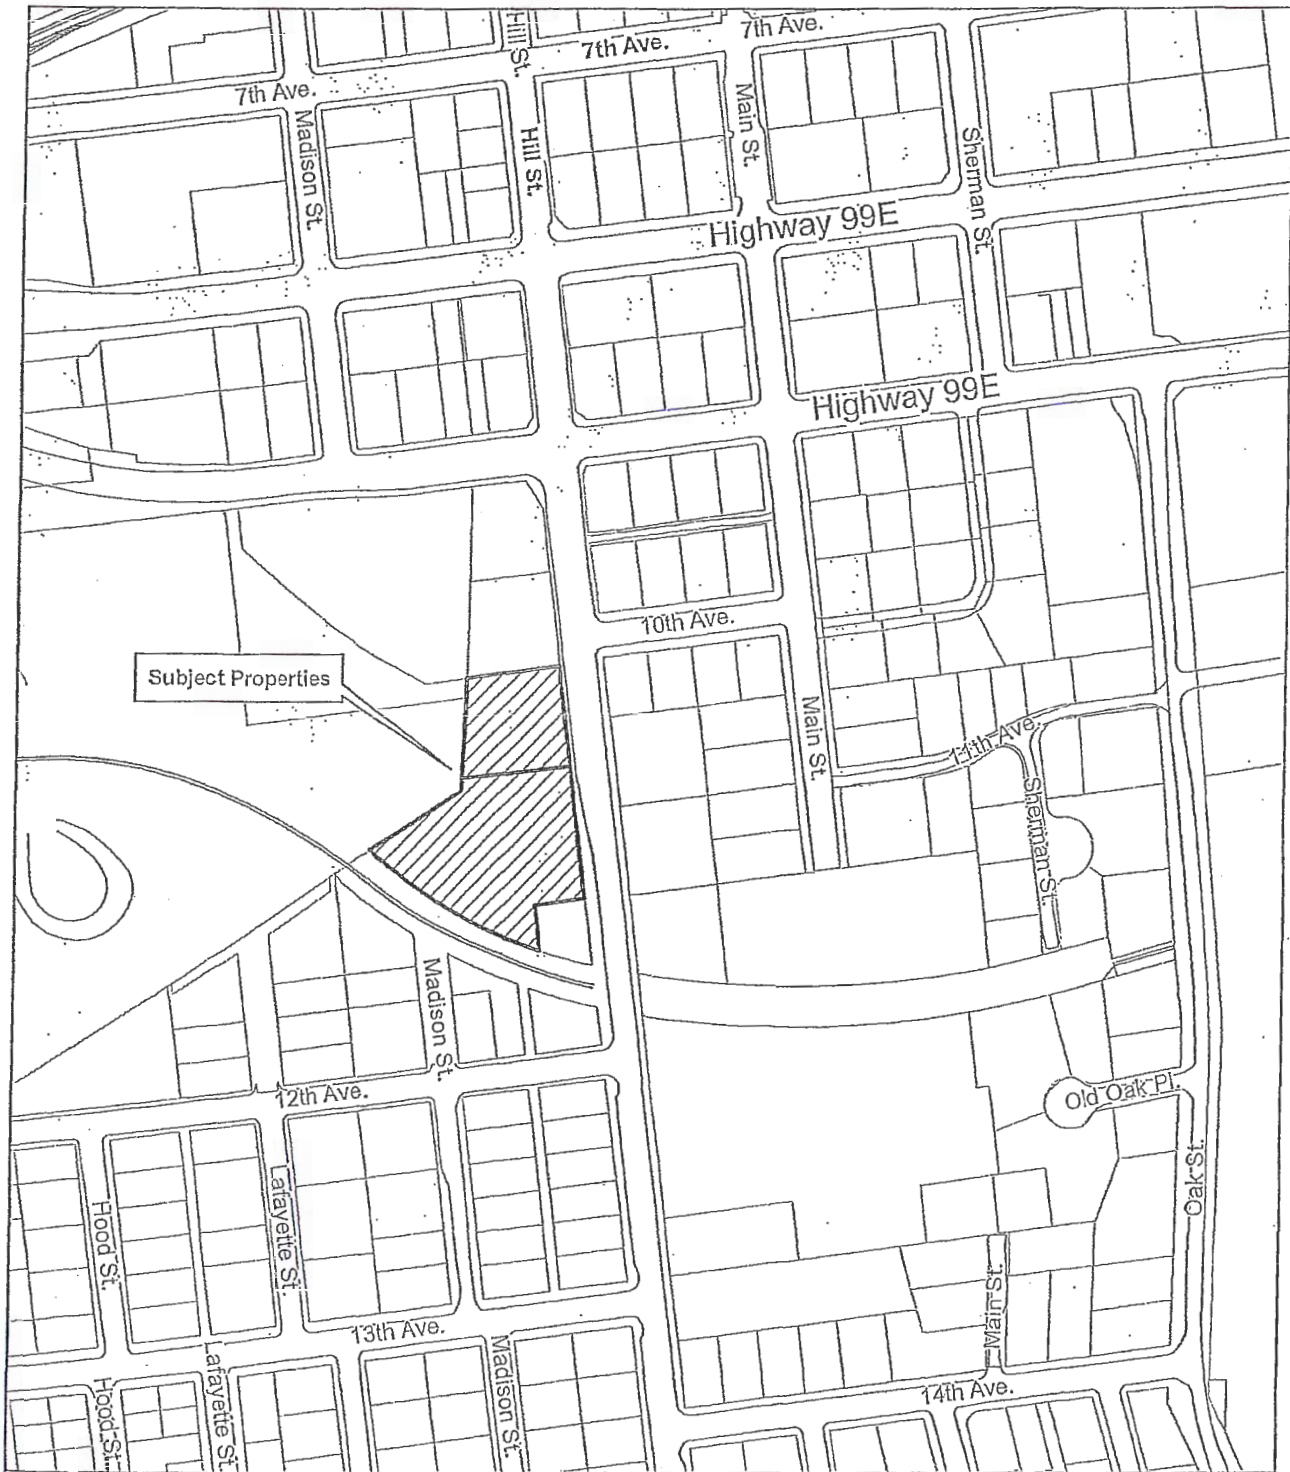 Hill St.
7th Ave.
7th Ave.
7th Ave.
Madison St.
Hill St.
Main St.
Sherman St.
Highway 99E
Highway 99E
10th Ave.
Subject Properties
Main St.
11th Ave.
Sherman St.
Madison St.
12th Ave.
Old Oak Pl.
Oak St.
Hood St.
Lafayette St.
Main St.
13th Ave.
Madison St.
14th Ave.
Hood St.
Lafayette St.